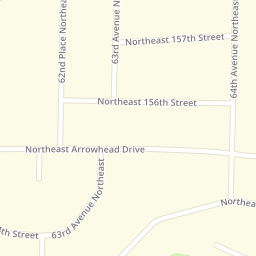 62nd Place Northea
63rd Avenue N
Northeast 157th Street
64th Avenue Northeast
Northeast 156th Street
Northeast Arrowhead Drive
63rd Avenue Northeast
Northea
th Street